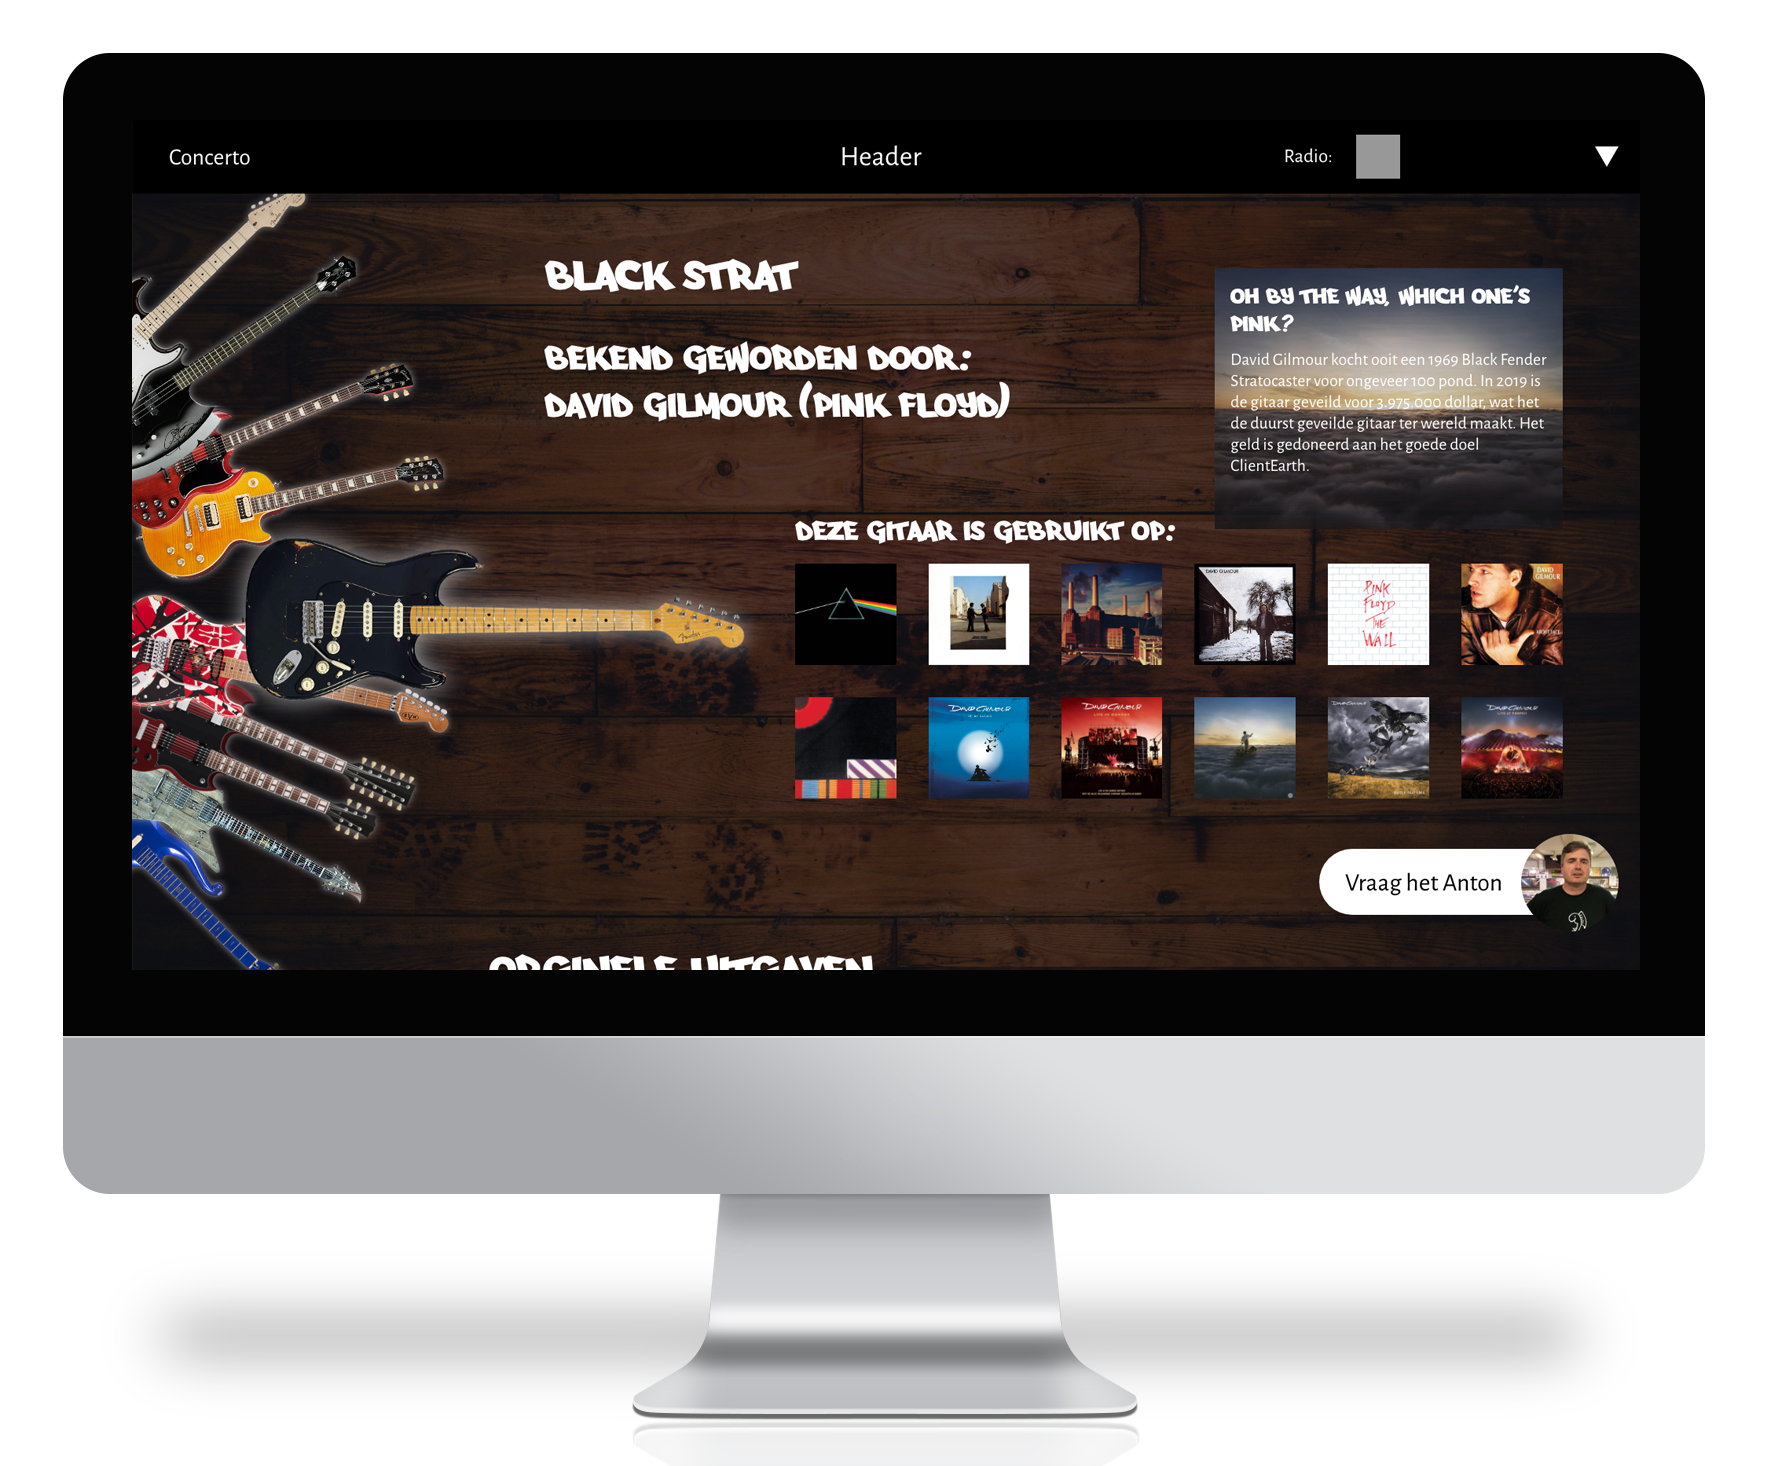 Concerto
Header
Radio:
BLACK STRAT
BEKEND GEWORDEN DOOR:
DAVID GILMOUR (PINK FLOYD)
OH BY THE WAY, WHICH ONE'S
PINK?
David Gilmour kocht ooit een 1969 Black Fender
Stratocaster voor ongeveer 100 pond. In 2019 is
de gitaar geveild voor 3.975.000 dollar, wat het
de duurst geveilde gitaar ter wereld maakt. Het
geld is gedoneerd aan het goede doel
ClientEarth.
DEZE GITAAR IS GEBRUIKT OP:
DAVID GILMOUR
PINK
FLOYD
THE
WALL
DAVID
GILMOUR
DAVID GILMOUR
DAVID GILMOUR
DAVID GILMOUR
DAVID GILMOUR
Vraag het Anton
ORGINELE UITGAVEN